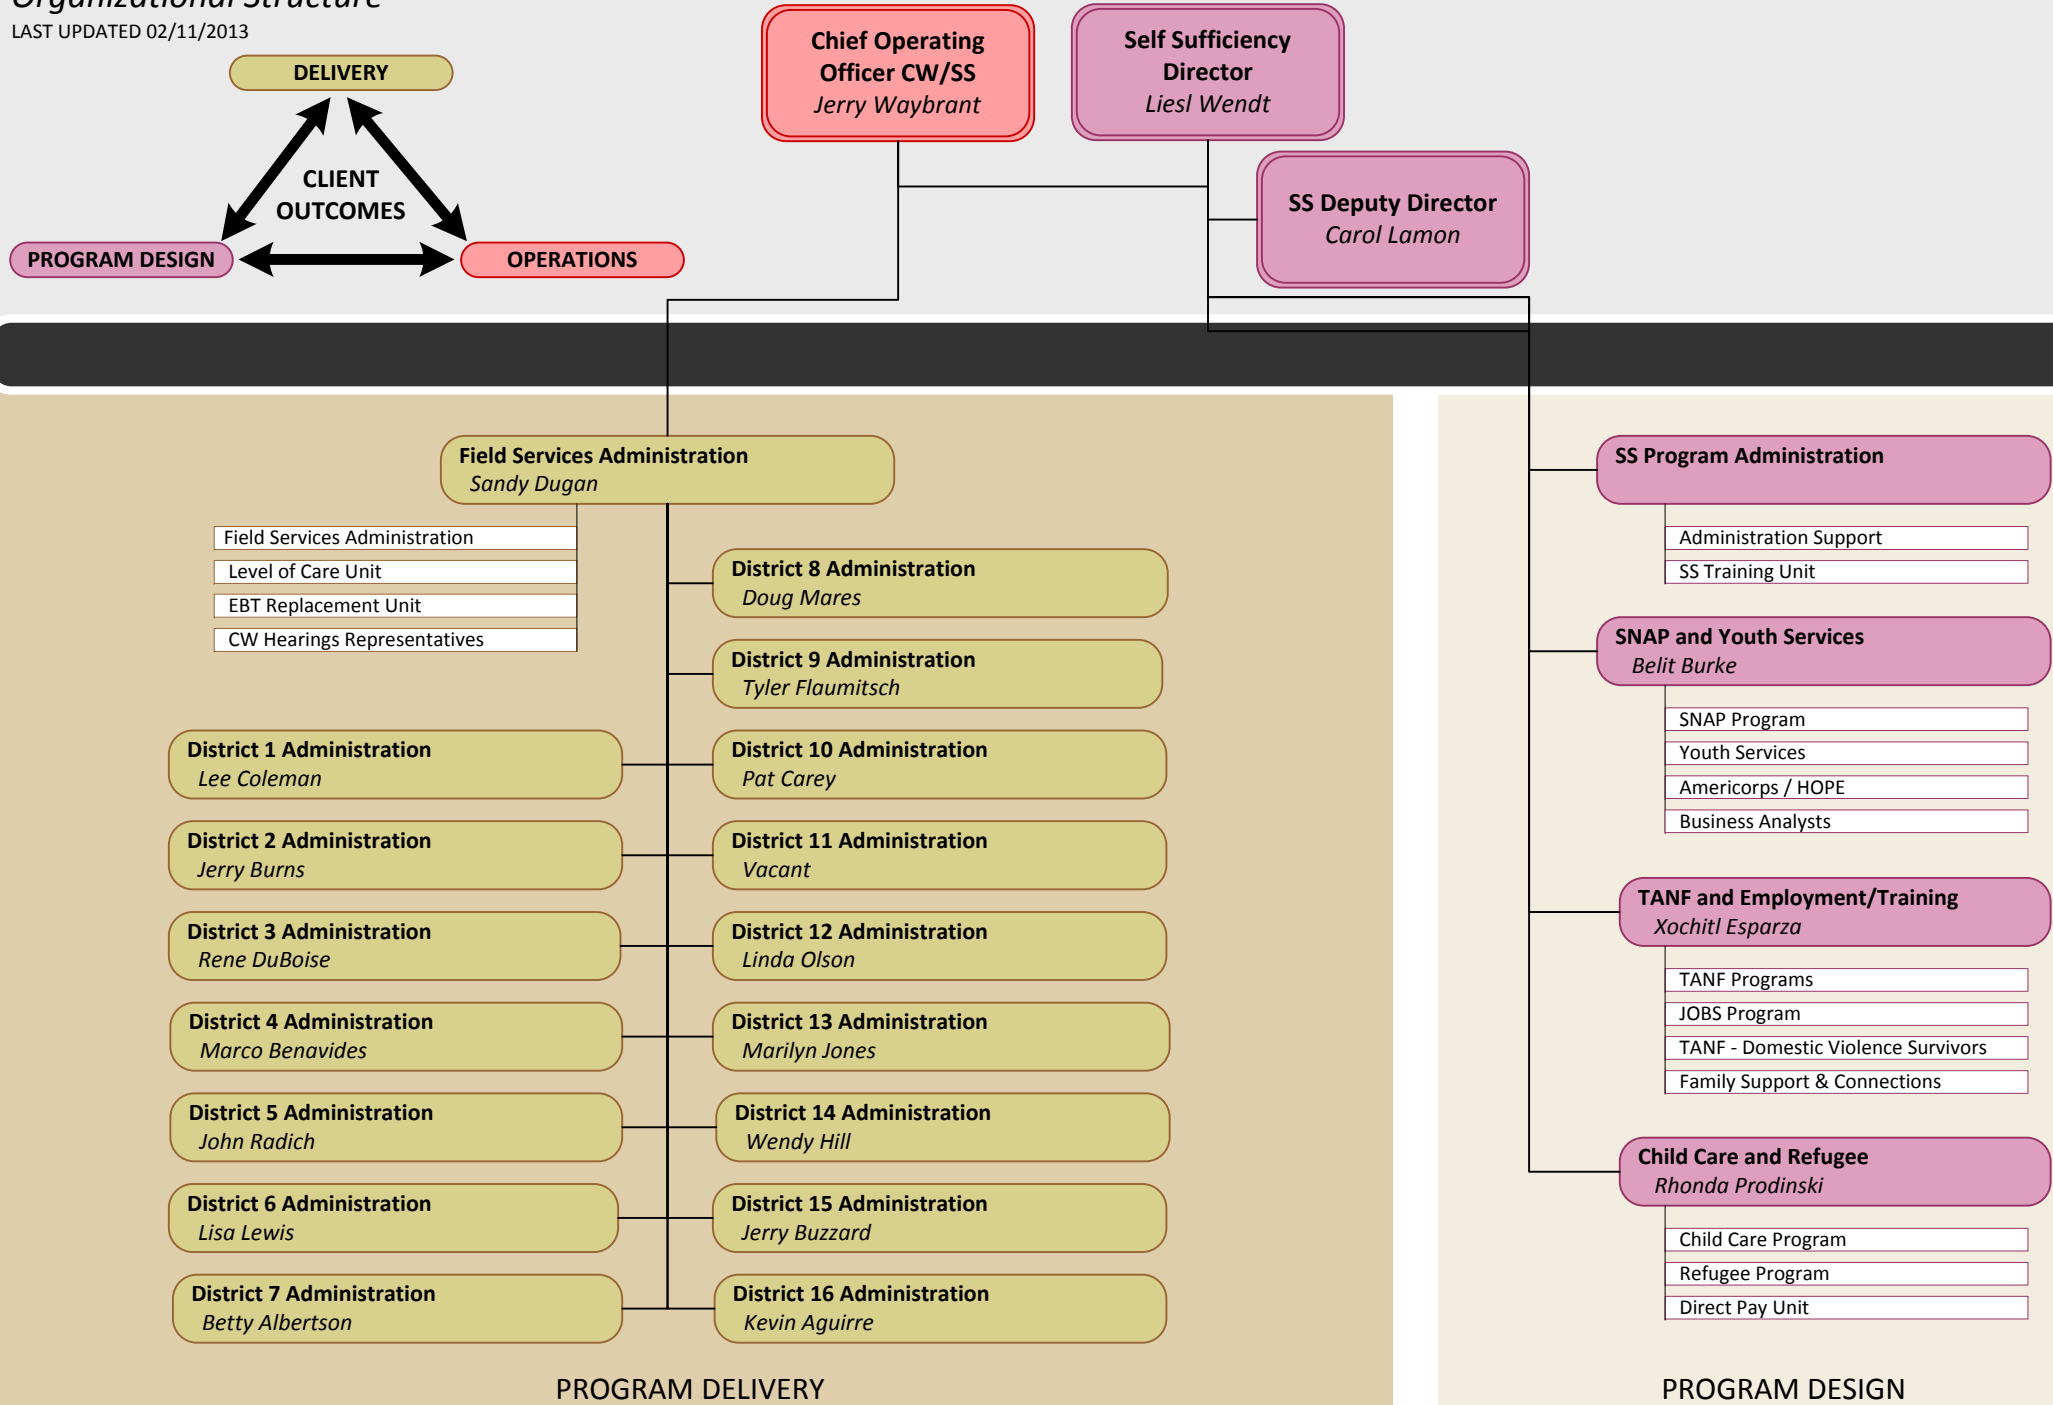 Organizational Structure
LAST UPDATED 02/11/2013
DELIVERY
CLIENT
OUTCOMES
PROGRAM DESIGN
OPERATIONS
Chief Operating
Officer CW/SS
Jerry Waybrant
Self Sufficiency
Director
Liesl Wendt
SS Deputy Director
Carol Lamon
Field Services Administration
Sandy Dugan
Field Services Administration
Level of Care Unit
EBT Replacement Unit
CW Hearings Representatives
District 1 Administration
Lee Coleman
District 2 Administration
Jerry Burns
District 3 Administration
Rene DuBoise
District 4 Administration
Marco Benavides
District 5 Administration
John Radich
District 6 Administration
Lisa Lewis
District 7 Administration
Betty Albertson
District 8 Administration
Doug Mares
District 9 Administration
Tyler Flaumitsch
District 10 Administration
Pat Carey
District 11 Administration
Vacant
District 12 Administration
Linda Olson
District 13 Administration
Marilyn Jones
District 14 Administration
Wendy Hill
District 15 Administration
Jerry Buzzard
District 16 Administration
Kevin Aguirre
PROGRAM DELIVERY
SS Program Administration
Administration Support
SS Training Unit
SNAP and Youth Services
Belit Burke
SNAP Program
Youth Services
Americorps / HOPE
Business Analysts
TANF and Employment/Training
Xochitl Esparza
TANF Programs
JOBS Program
TANF - Domestic Violence Survivors
Family Support & Connections
Child Care and Refugee
Rhonda Prodinski
Child Care Program
Refugee Program
Direct Pay Unit
PROGRAM DESIGN